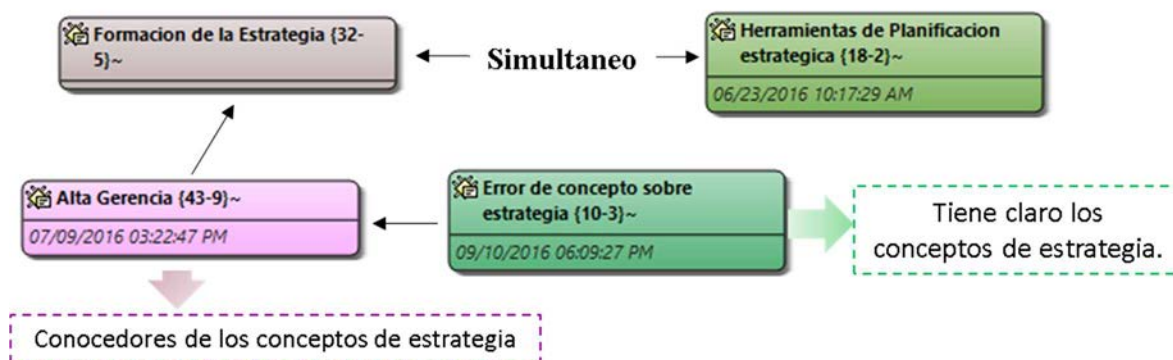 Formacion de la Estrategia {32-
5}~
Simultaneo
Herramientas de Planificacion
estrategica {18-2}~
06/23/2016 10:17:29 AM
Alta Gerencia {43-9}~
07/09/2016 03:22:47 PM
Error de concepto sobre
estrategia {10-3}~
09/10/2016 06:09:27 PM
Tiene claro los
conceptos de estrategia.
Conocedores de los conceptos de estrategia